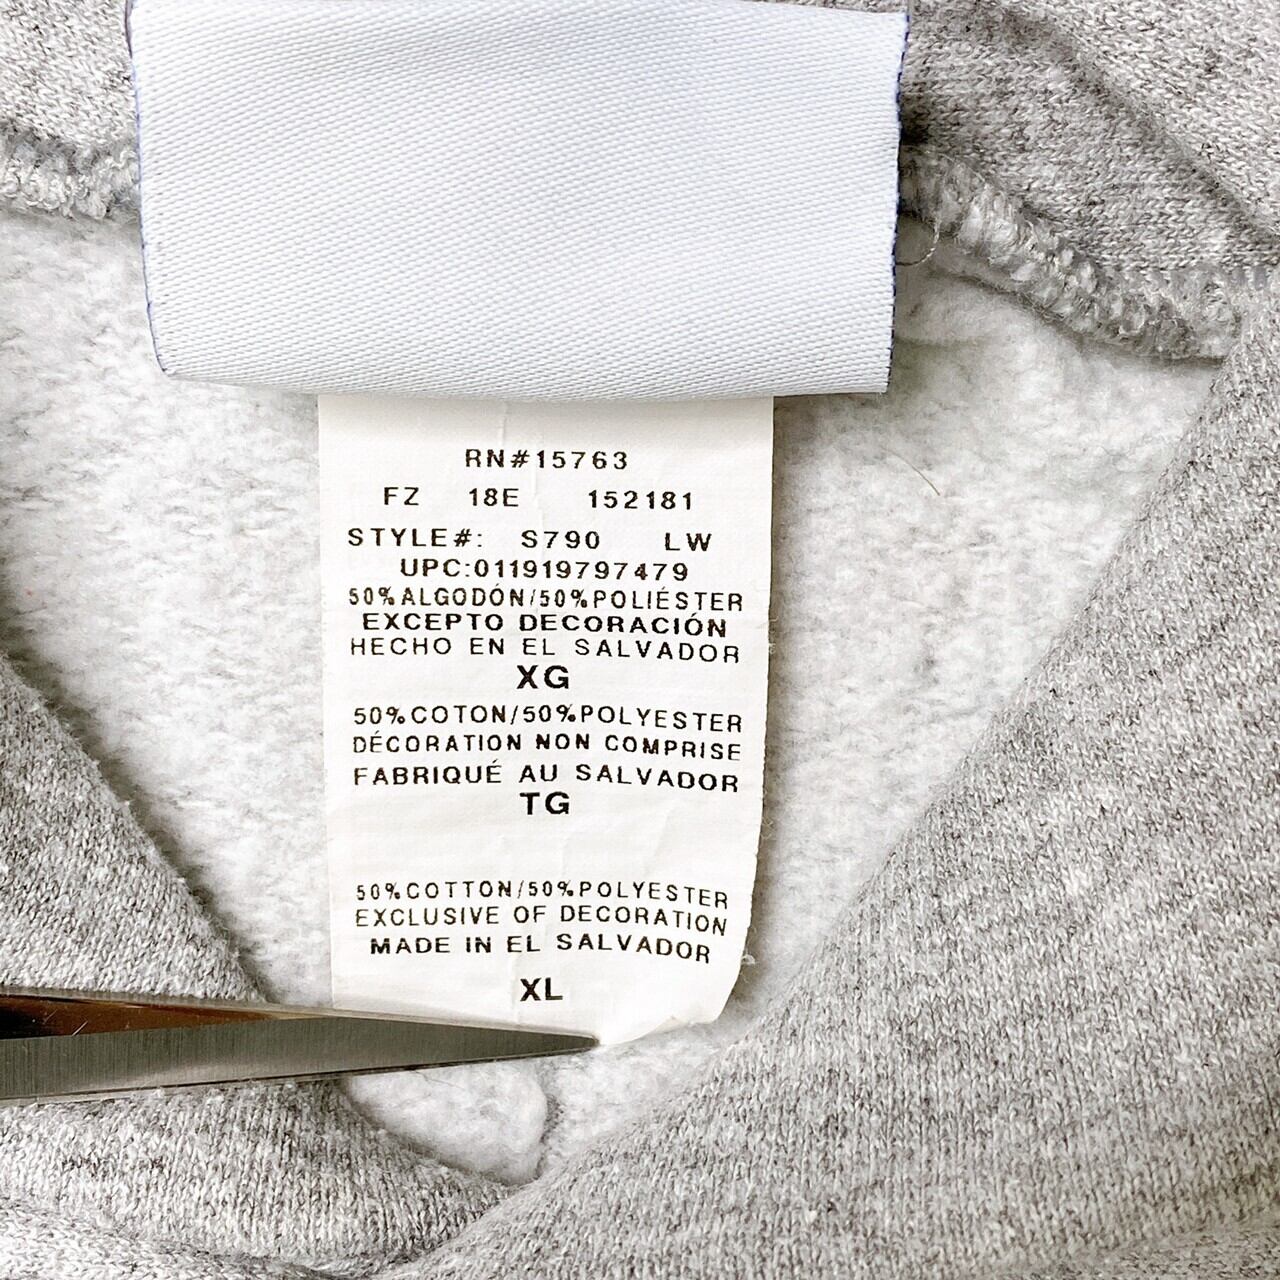 RN#15763
FZ 18E 152181
STYLE#: S790 LW
UPC:011919797479
50%ALGODÓN/50%POLIÉSTER
EXCEPTO DECORACIÓN
HECHO EN EL SALVADOR
XG
50%COTON/50%POLYESTER
DÉCORATION NON COMPRISE
FABRIQUÉ AU SALVADOR
TG
50%COTTON/50%POLYESTER
EXCLUSIVE OF DECORATION
MADE IN EL SALVADOR
XL